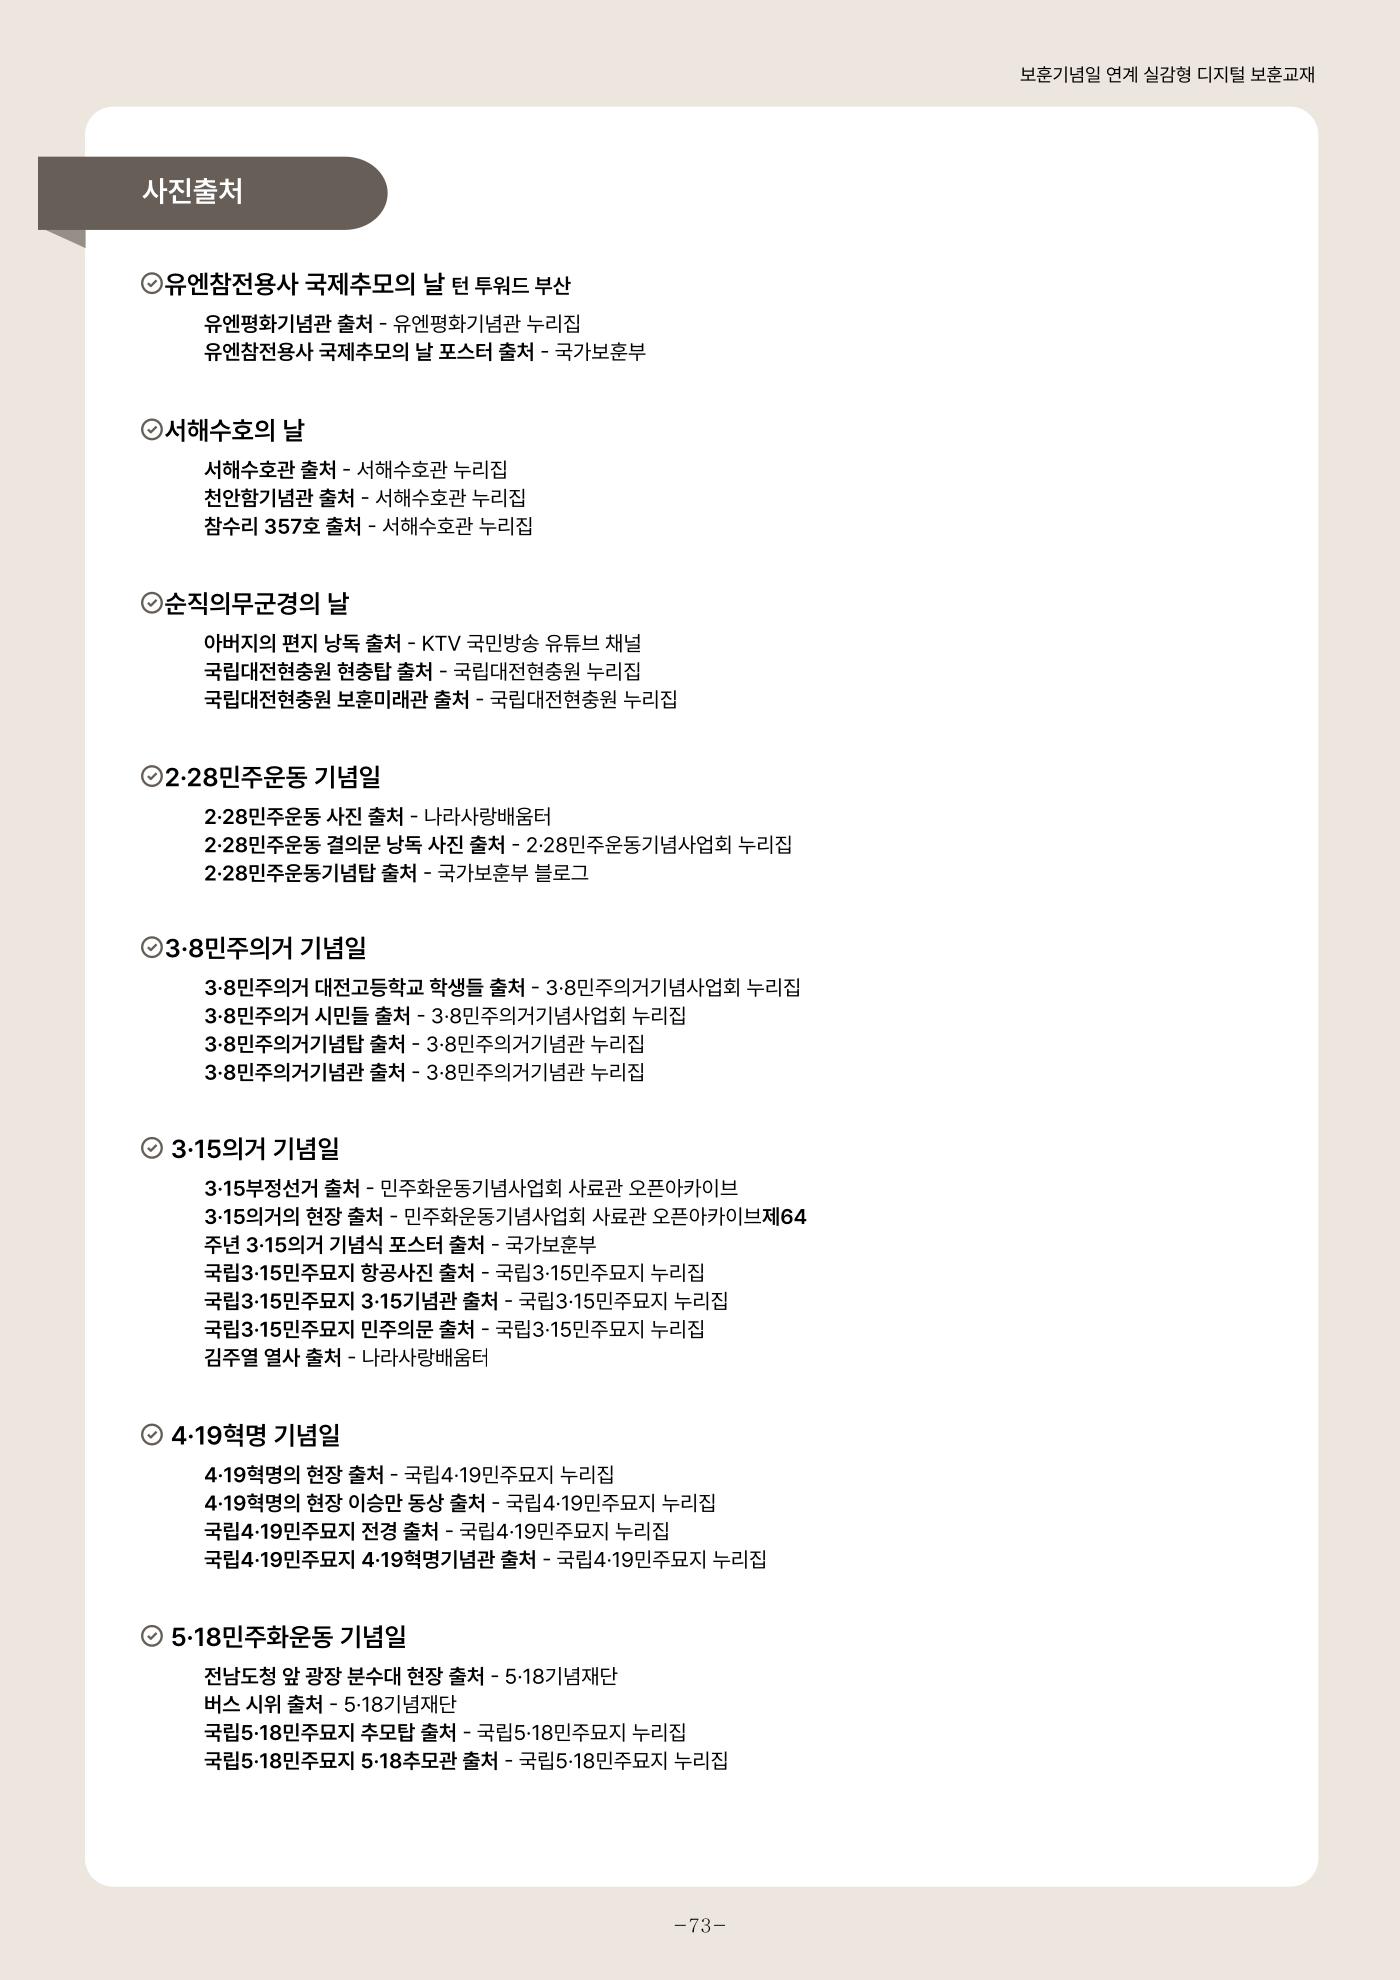 보훈기념일 연계 실감형 디지털 보훈교재
사진출처
유엔참전용사 국제추모의 날 턴 투워드 부산
유엔평화기념관 출처 - 유엔평화기념관 누리집
유엔참전용사 국제추모의 날 포스터 출처 - 국가보훈부
서해수호의 날
서해수호관 출처 - 서해수호관 누리집
천안함기념관 출처 - 서해수호관 누리집
참수리 357호 출처 - 서해수호관 누리집
순직의무군경의 날
아버지의 편지 낭독 출처 - KTV 국민방송 유튜브 채널
국립대전현충원 현충탑 출처 - 국립대전현충원 누리집
국립대전현충원 보훈미래관 출처 - 국립대전현충원 누리집
2·28민주운동 기념일
2·28민주운동 사진 출처 - 나라사랑배움터
2·28민주운동 결의문 낭독 사진 출처 - 2·28민주운동기념사업회 누리집
2·28민주운동기념탑 출처 - 국가보훈부 블로그
3·8민주의거 기념일
3·8민주의거 대전고등학교 학생들 출처 - 3·8민주의거기념사업회 누리집
3·8민주의거 시민들 출처 - 3·8민주의거기념사업회 누리집
3·8민주의거기념탑 출처 - 3·8민주의거기념관 누리집
3·8민주의거기념관 출처 - 3·8민주의거기념관 누리집
3·15의거 기념일
3·15부정선거 출처 - 민주화운동기념사업회 사료관 오픈아카이브
3·15의거의 현장 출처 - 민주화운동기념사업회 사료관 오픈아카이브제64
주년 3·15의거 기념식 포스터 출처 - 국가보훈부
국립3·15민주묘지 항공사진 출처 - 국립3·15민주묘지 누리집
국립3·15민주묘지 3·15기념관 출처 - 국립3·15민주묘지 누리집
국립3·15민주묘지 민주의문 출처 - 국립3·15민주묘지 누리집
김주열 열사 출처 - 나라사랑배움터
4·19혁명 기념일
4·19혁명의 현장 출처 - 국립4·19민주묘지 누리집
4·19혁명의 현장 이승만 동상 출처 - 국립4·19민주묘지 누리집
국립4·19민주묘지 전경 출처 - 국립4·19민주묘지 누리집
국립4·19민주묘지 4·19혁명기념관 출처 - 국립4·19민주묘지 누리집
5·18민주화운동 기념일
전남도청 앞 광장 분수대 현장 출처 - 5·18기념재단
버스 시위 출처 - 5·18기념재단
국립5·18민주묘지 추모탑 출처 - 국립5·18민주묘지 누리집
국립5·18민주묘지 5·18추모관 출처 - 국립5·18민주묘지 누리집
-73-